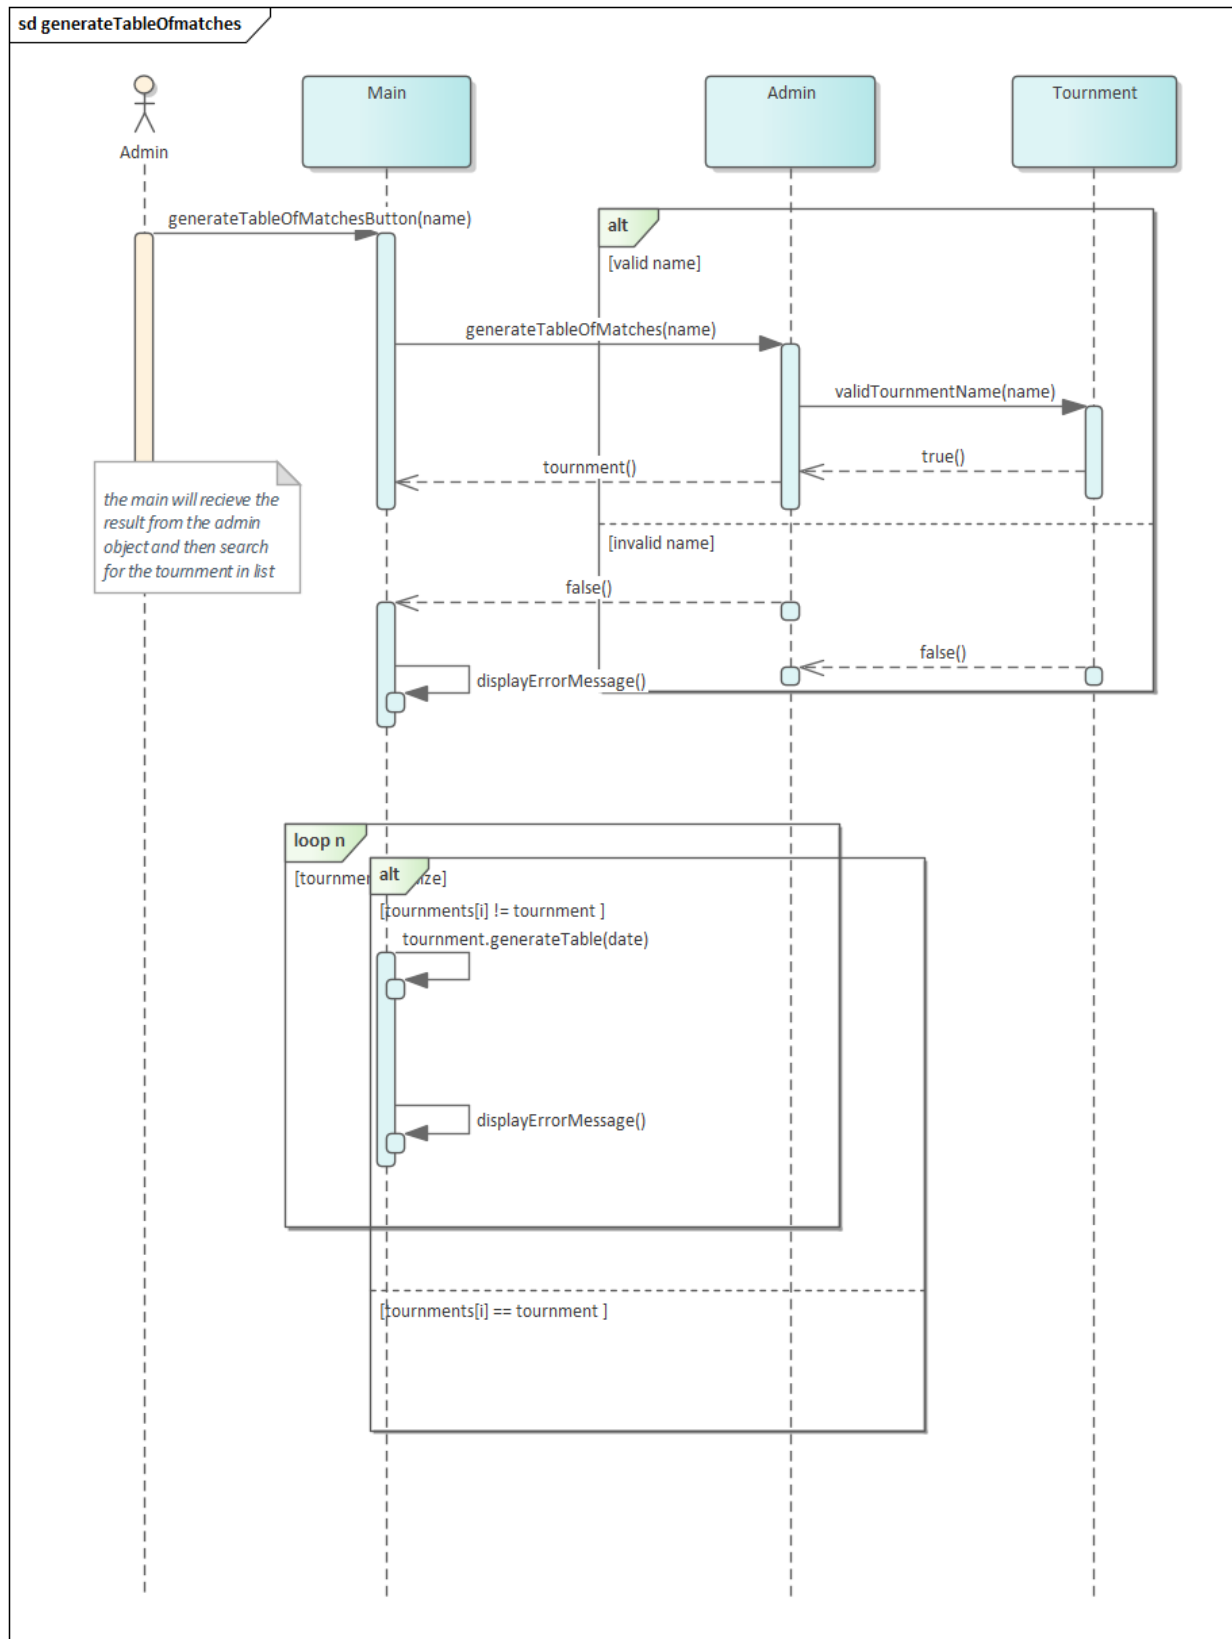 sd generateTableOfmatches
Admin
Main
Admin
Tournment
generateTableOfMatchesButton(name)
alt
[valid name]
generateTableOfMatches(name)
validTournmentName(name)
true()
tournment()
the main will recieve the
result from the admin
object and then search
for the tournment in list
[invalid name]
false()
false()
displayErrorMessage()
loop n
alt
[tournments[i] != tournment ]
tournment.generateTable(date)
displayErrorMessage()
[tournments[i] == tournment ]